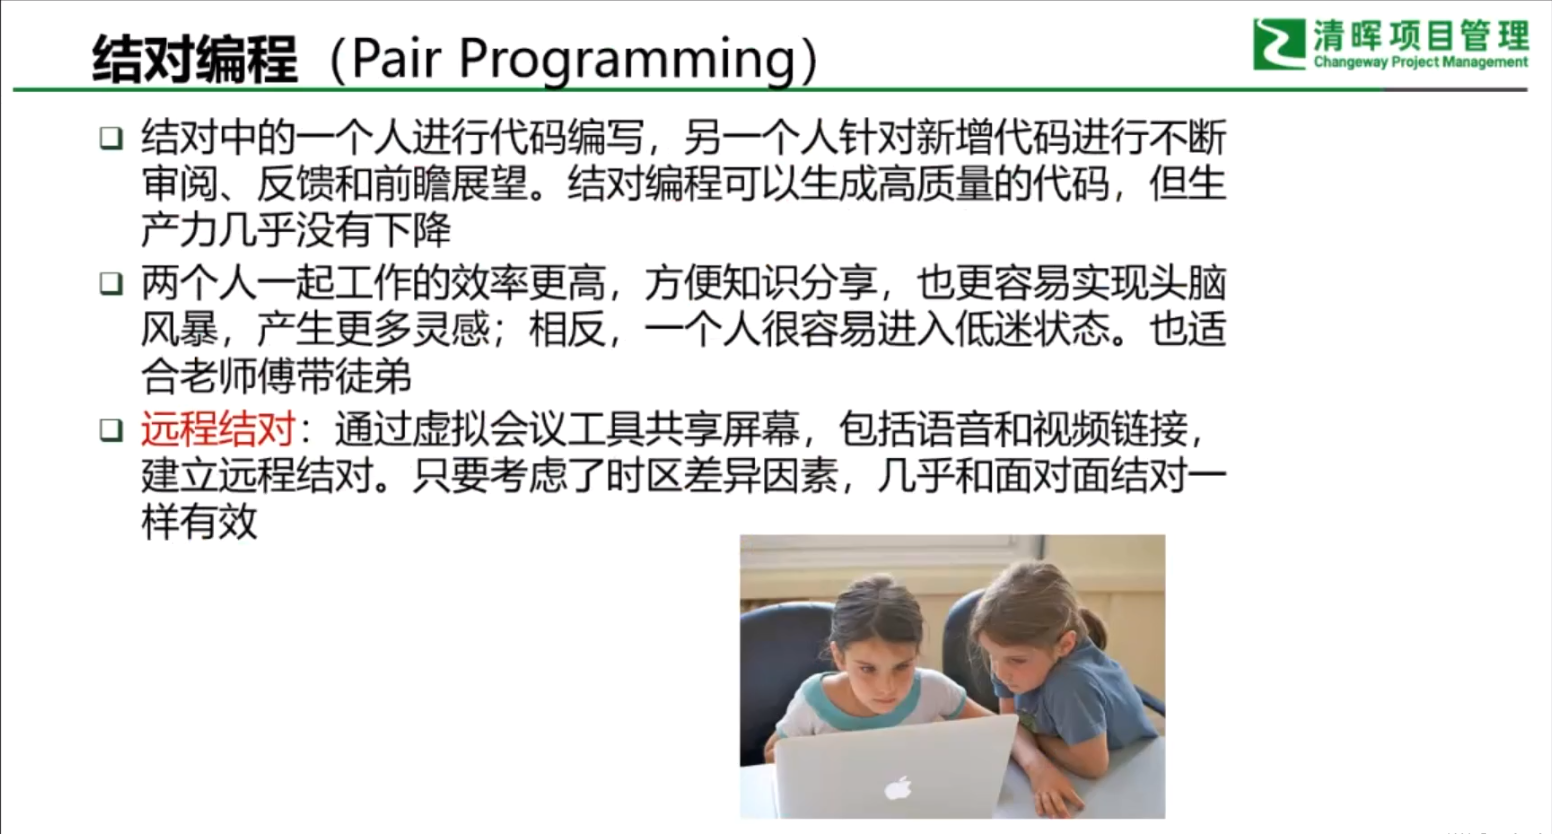 结对编程（Pair Programming）
清晖项目管理
Changeway Project Management
❑ 结对中的一个人进行代码编写，另一个人针对新增代码进行不断
审阅、反馈和前瞻展望。结对编程可以生成高质量的代码，但生
产力几乎没有下降
❑ 两个人一起工作的效率更高，方便知识分享，也更容易实现头脑
风暴，产生更多灵感；相反，一个人很容易进入低迷状态。也适
合老师傅带徒弟
❑ 远程结对：通过虚拟会议工具共享屏幕，包括语音和视频链接，
建立远程结对。只要考虑了时区差异因素，几乎和面对面结对一
样有效